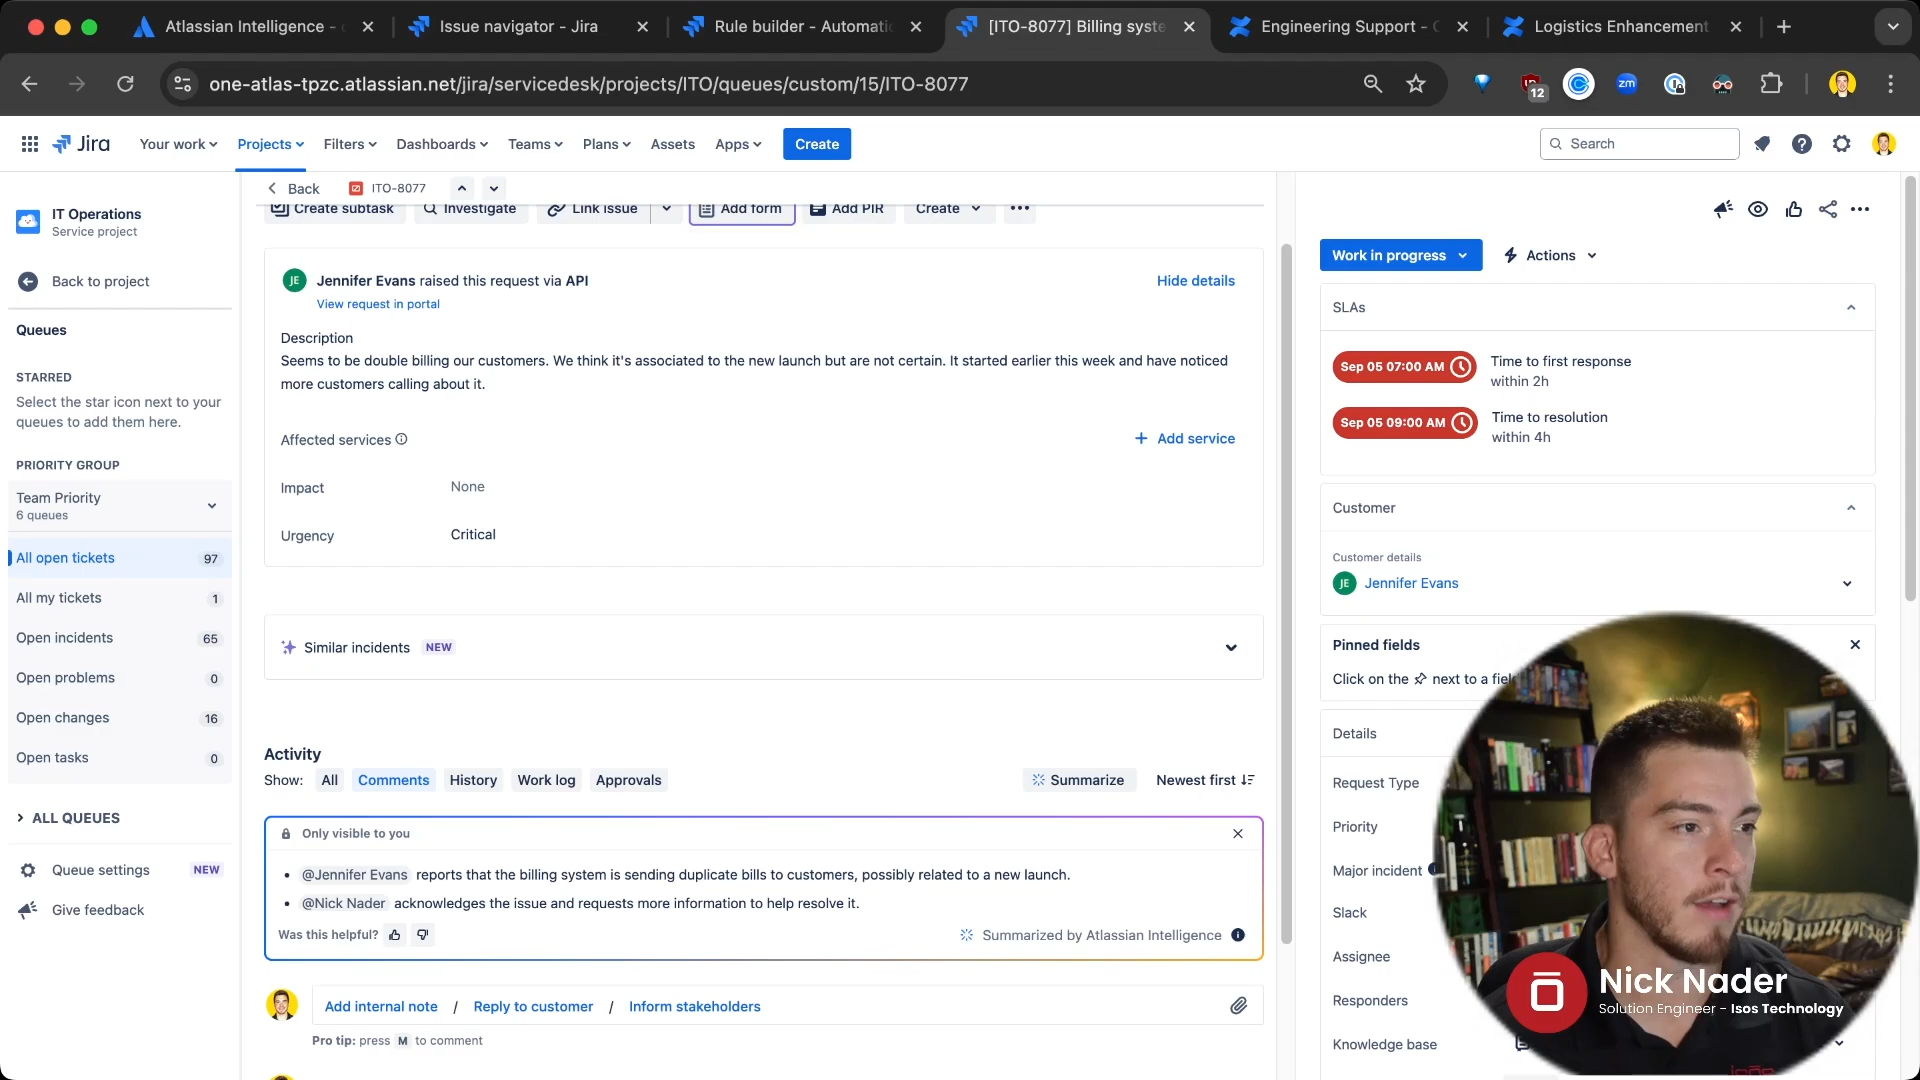 Atlassian Intelligence -
Issue navigator - Jira
Rule builder - Automati
[ITO-8077] Billing syste
Engineering Support -
Logistics Enhancement
one-atlas-tpzc.atlassian.net/jira/servicedesk/projects/ITO/queues/custom/15/ITO-8077
12
zm
Jira
Your work
Projects
Filters
Dashboards
Teams
Plans
Assets
Apps
Create
Search
IT Operations
Service project
Back to project
Queues
STARRED
Select the star icon next to your
queues to add them here.
PRIORITY GROUP
Team Priority
6 queues
All open tickets 97
All my tickets 1
Open incidents 65
Open problems 0
Open changes 16
Open tasks 0
ALL QUEUES
Queue settings NEW
Give feedback
Back
ITO-8077
Create subtask
Investigate
Link issue
Add form
Add PIR
Create
JE
Jennifer Evans raised this request via API
Hide details
View request in portal
Description
Seems to be double billing our customers. We think it's associated to the new launch but are not certain. It started earlier this week and have noticed
more customers calling about it.
Affected services
Add service
Impact None
Urgency Critical
Similar incidents NEW
Activity
Show: All Comments History Work log Approvals
Summarize
Newest first
Only visible to you
@Jennifer Evans reports that the billing system is sending duplicate bills to customers, possibly related to a new launch.
@Nick Nader acknowledges the issue and requests more information to help resolve it.
Was this helpful?
Summarized by Atlassian Intelligence
Add internal note / Reply to customer / Inform stakeholders
Pro tip: press M to comment
Work in progress
Actions
SLAs
Sep 05 07:00 AM
Time to first response
within 2h
Sep 05 09:00 AM
Time to resolution
within 4h
Customer
Customer details
JE Jennifer Evans
Pinned fields
Click on the next to a fiel
Details
Request Type
Priority
Major incident
Slack
Assignee
Responders
Knowledge base
Nick Nader
Solution Engineer - Isos Technology